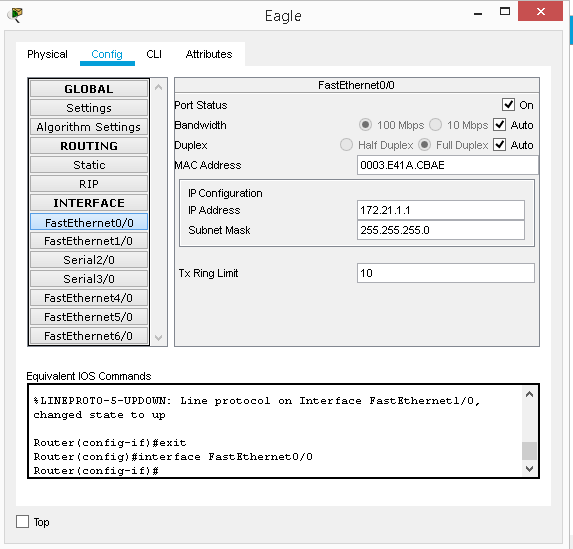 Eagle
Physical Config CLI Attributes
GLOBAL
Settings
Algorithm Settings
ROUTING
Static
RIP
INTERFACE
FastEthernet0/0
FastEthernet1/0
Serial2/0
Serial3/0
FastEthernet4/0
FastEthernet5/0
FastEthernet6/0
FastEthernet0/0
Port Status On
Bandwidth 100 Mbps 10 Mbps Auto
Duplex Half Duplex Full Duplex Auto
MAC Address 0003.E41A.CBAE
IP Configuration
IP Address 172.21.1.1
Subnet Mask 255.255.255.0
Tx Ring Limit 10
Equivalent IOS Commands
%LINEPROTO-5-UPDOWN: Line protocol on Interface FastEthernet1/0,
changed state to up
Router(config-if)#exit
Router(config)#interface FastEthernet0/0
Router(config-if)#
Top